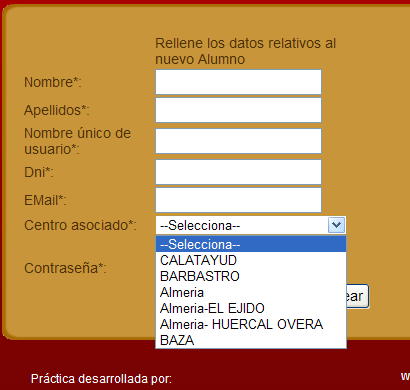 Rellene los datos relativos al
nuevo Alumno
Nombre*:
Apellidos*:
Nombre único de
usuario*:
Dni*:
EMail*:
Centro asociado*: --Selecciona--
--Selecciona--
CALATAYUD
BARBASTRO
Almeria
Almeria-EL EJIDO
Almeria- HUERCAL OVERA
BAZA
Contraseña*:
Práctica desarrollada por: